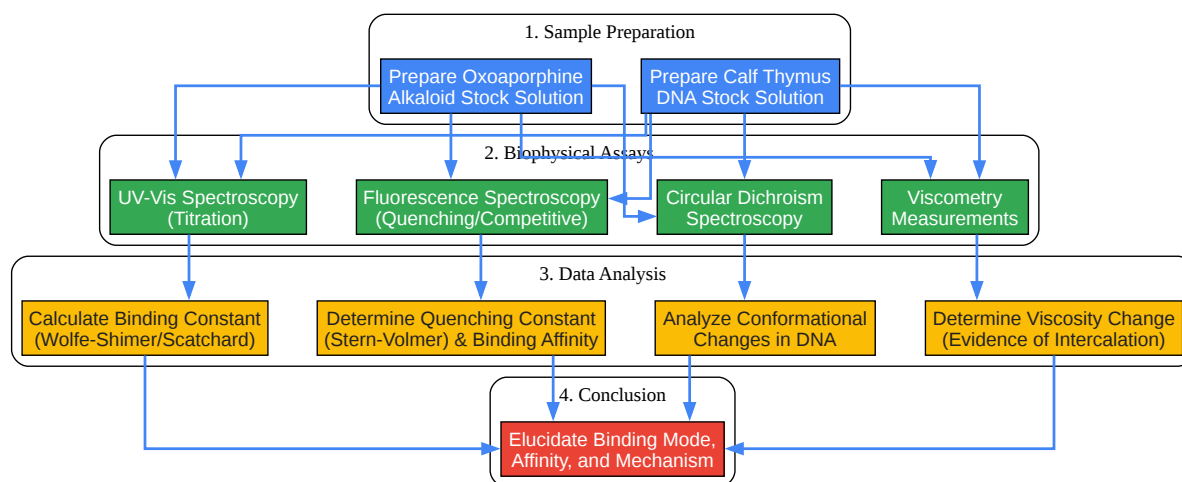 1. Sample Preparation
Prepare Oxoaporphine
Alkaloid Stock Solution
Prepare Calf Thymus
DNA Stock Solution
2. Biophysical Assays
UV-Vis Spectroscopy
(Titration)
Fluorescence Spectroscopy
(Quenching/Competitive)
Circular Dichroism
Spectroscopy
Viscometry
Measurements
3. Data Analysis
Calculate Binding Constant
(Wolfe-Shimer/Scatchard)
Determine Quenching Constant
(Stern-Volmer) & Binding Affinity
Analyze Conformational
Changes in DNA
Determine Viscosity Change
(Evidence of Intercalation)
4. Conclusion
Elucidate Binding Mode,
Affinity, and Mechanism